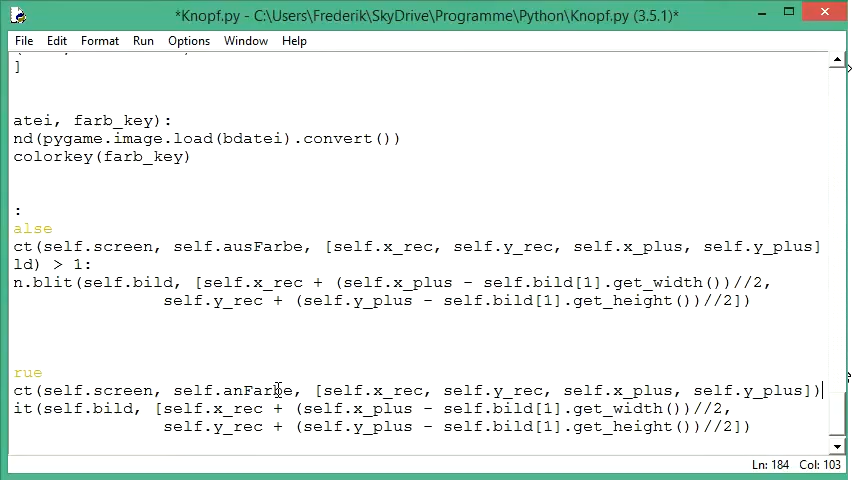 *Knopf.py - C:\Users\Frederik\SkyDrive\Programme\Python\Knopf.py (3.5.1)*
File Edit Format Run Options Window Help
]
atei, farb_key):
nd(pygame.image.load(bdatei).convert())
colorkey(farb_key)
:
alse
ct(self.screen, self.ausFarbe, [self.x_rec, self.y_rec, self.x_plus, self.y_plus]
ld) > 1:
n.blit(self.bild, [self.x_rec + (self.x_plus - self.bild[1].get_width())//2,
self.y_rec + (self.y_plus - self.bild[1].get_height())//2])
rue
ct(self.screen, self.anFarbe, [self.x_rec, self.y_rec, self.x_plus, self.y_plus])
it(self.bild, [self.x_rec + (self.x_plus - self.bild[1].get_width())//2,
self.y_rec + (self.y_plus - self.bild[1].get_height())//2])
Ln: 184 Col: 103